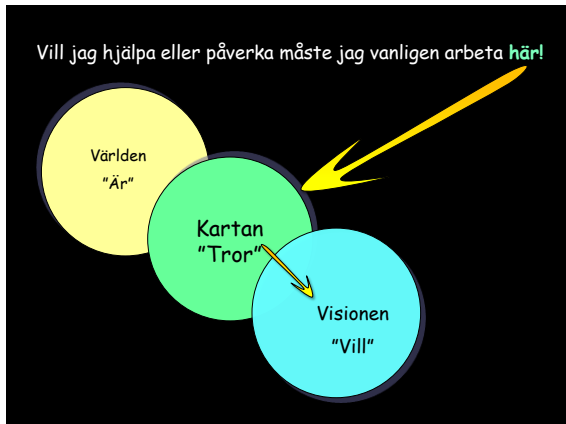 Vill jag hjälpa eller påverka måste jag vanligen arbeta här!
Världen
”Är”
Kartan
”Tror”
Visionen
”Vill”